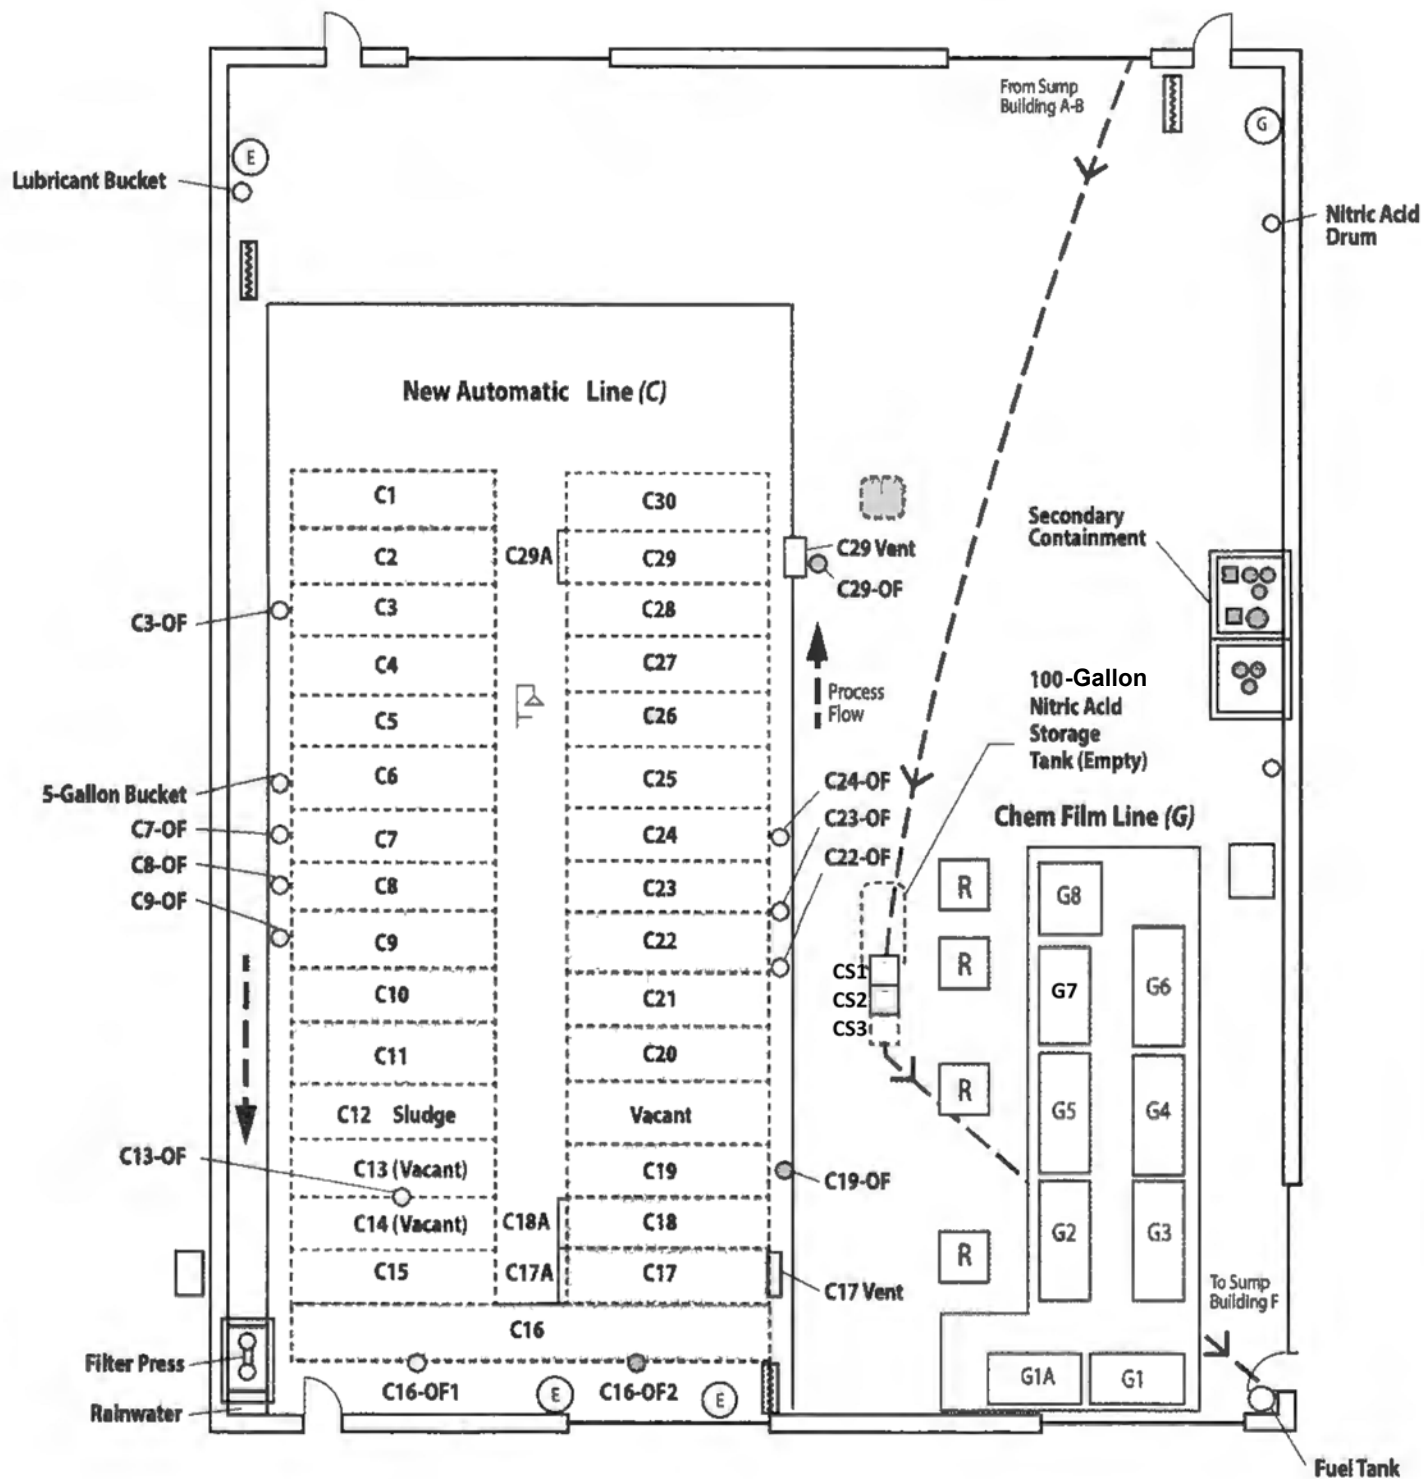 From Sump
Building A-B
E
G
Lubricant Bucket
Nitric Acid
Drum
New Automatic Line (C)
C1
C30
C2
C29A
C29
C29 Vent
C29-OF
Secondary
Containment
C3-OF
C3
C28
C4
C27
100-Gallon
Nitric Acid
Storage
Tank (Empty)
Process
Flow
C5
C26
5-Gallon Bucket
C6
C25
C24-OF
C7-OF
C7
C24
C23-OF
Chem Film Line (G)
C8-OF
C8
C23
C22-OF
R
G8
C9-OF
C9
C22
R
CS1
CS2
CS3
G7
G6
C10
C21
C11
C20
R
G5
G4
C12 Sludge
Vacant
C13-OF
C13 (Vacant)
C19
C19-OF
C14 (Vacant)
C18A
C18
R
G2
G3
C15
C17A
C17
C17 Vent
To Sump
Building F
C16
Filter Press
C16-OF1
E
C16-OF2
E
G1A
G1
Rainwater
Fuel Tank